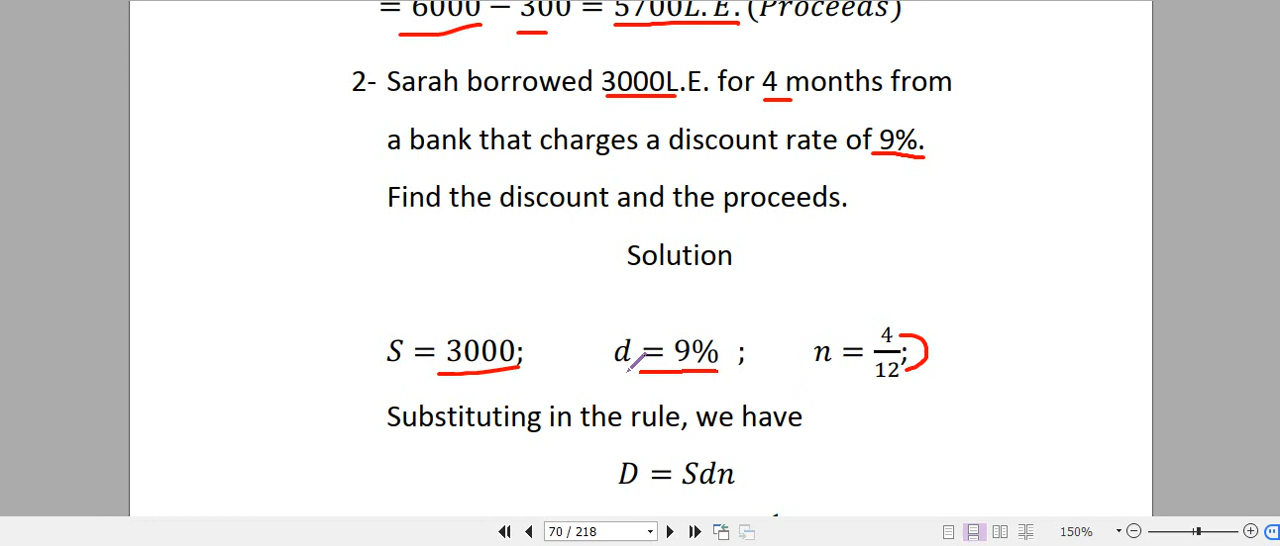 = 6000 − 300 = 5700L.E. (Proceeds)
2- Sarah borrowed 3000L.E. for 4 months from
a bank that charges a discount rate of 9%.
Find the discount and the proceeds.
Solution
S = 3000; d = 9% ; n = 4/12;
Substituting in the rule, we have
D = Sdn
70 / 218
150%